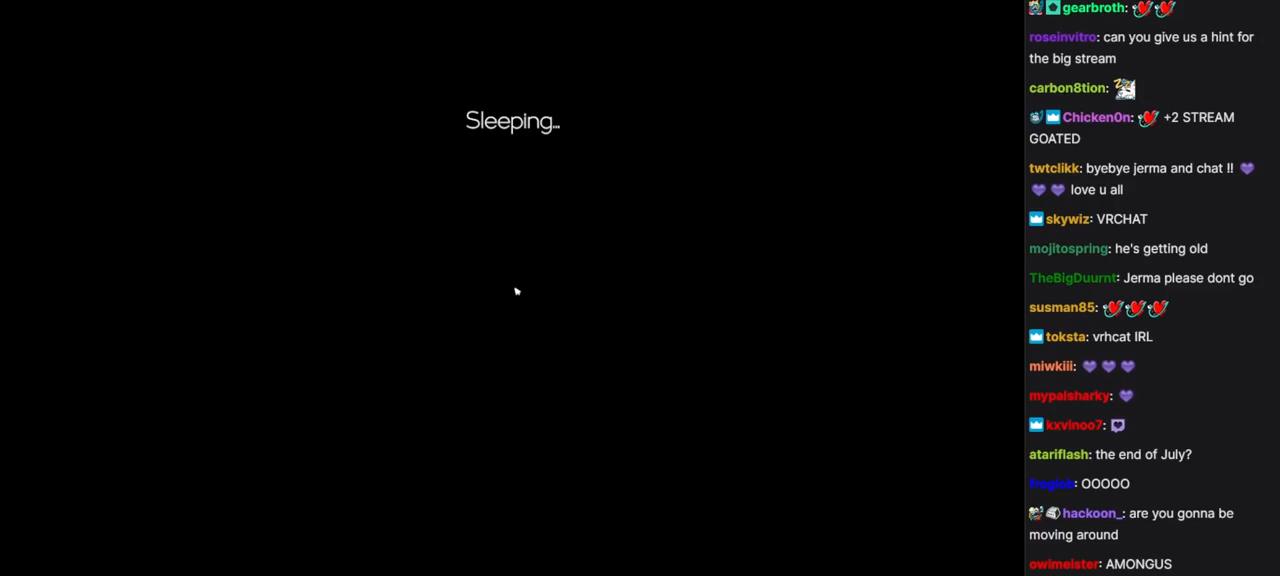 Sleeping...
gearbroth:
roseinvitro: can you give us a hint for
the big stream
carbon8tion:
Chicken0n: +2 STREAM
GOATED
twtclikk: byebye jerma and chat !!
love u all
skywiz: VRCHAT
mojitospring: he's getting old
TheBigDuurnt: Jerma please dont go
susman85:
toksta: vrhcat IRL
miwkiii:
mypalsharky:
kxvinoo7:
atariflash: the end of July?
OOOOO
hackoon_: are you gonna be
moving around
owlmeister: AMONGUS